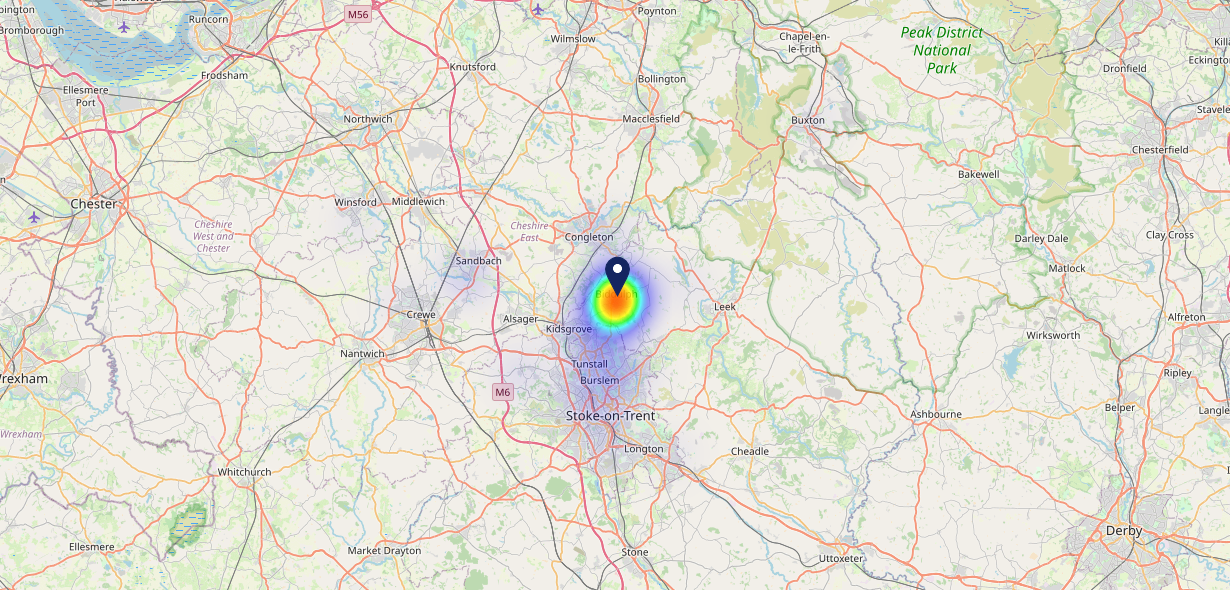 Runcorn
M56
Poynton
Bromborough
Wilmslow
Chapel-en-
le-Frith
Peak District
National
Park
Dronfield
Knutsford
Frodsham
Bollington
Ellesmere
Port
Northwich
Macclesfield
Buxton
Chesterfield
Bakewell
Chester
Winsford
Middlewich
Cheshire
West and
Chester
Cheshire
East
Congleton
Darley Dale
Clay Cross
Sandbach
Matlock
Leek
Crewe
Alsager
Kidsgrove
Alfreton
Wirksworth
Nantwich
Tunstall
Burslem
Ripley
M6
Stoke-on-Trent
Ashbourne
Belper
Wrexham
Longton
Cheadle
Whitchurch
Derby
Ellesmere
Market Drayton
Stone
Uttoxeter